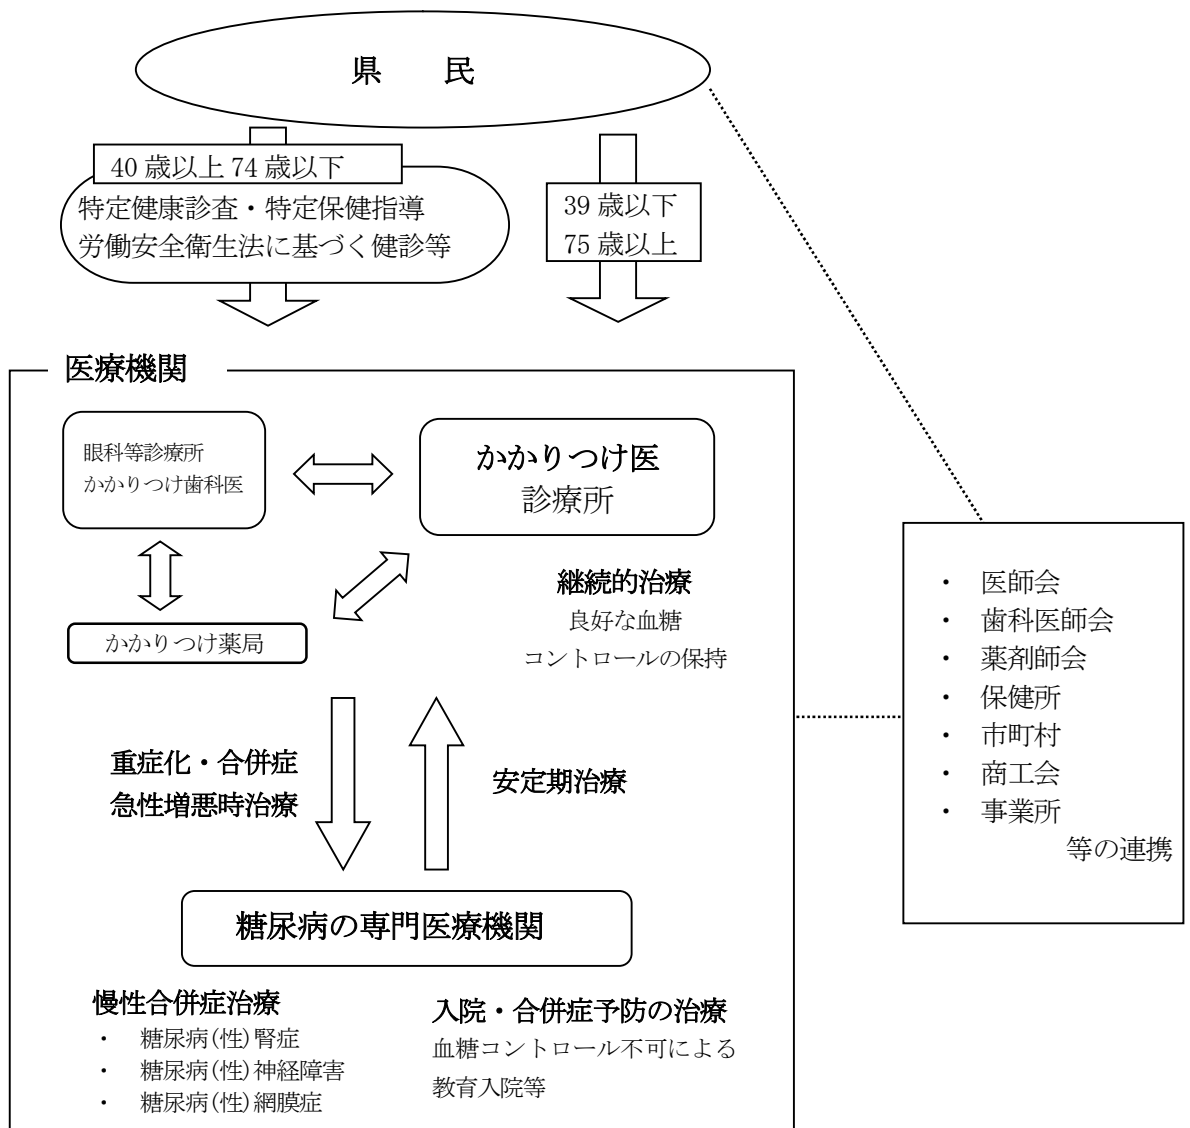 県　　民
40 歳以上 74 歳以下
特定健康診査・特定保健指導
労働安全衛生法に基づく健診等
39 歳以下
75 歳以上
医療機関
眼科等診療所
かかりつけ歯科医
かかりつけ医
診療所
継続的治療
良好な血糖
コントロールの保持
かかりつけ薬局
重症化・合併症
急性増悪時治療
安定期治療
糖尿病の専門医療機関
慢性合併症治療
・　糖尿病(性)腎症
・　糖尿病(性)神経障害
・　糖尿病(性)網膜症
入院・合併症予防の治療
血糖コントロール不可による
教育入院等
・　医師会
・　歯科医師会
・　薬剤師会
・　保健所
・　市町村
・　商工会
・　事業所
等の連携